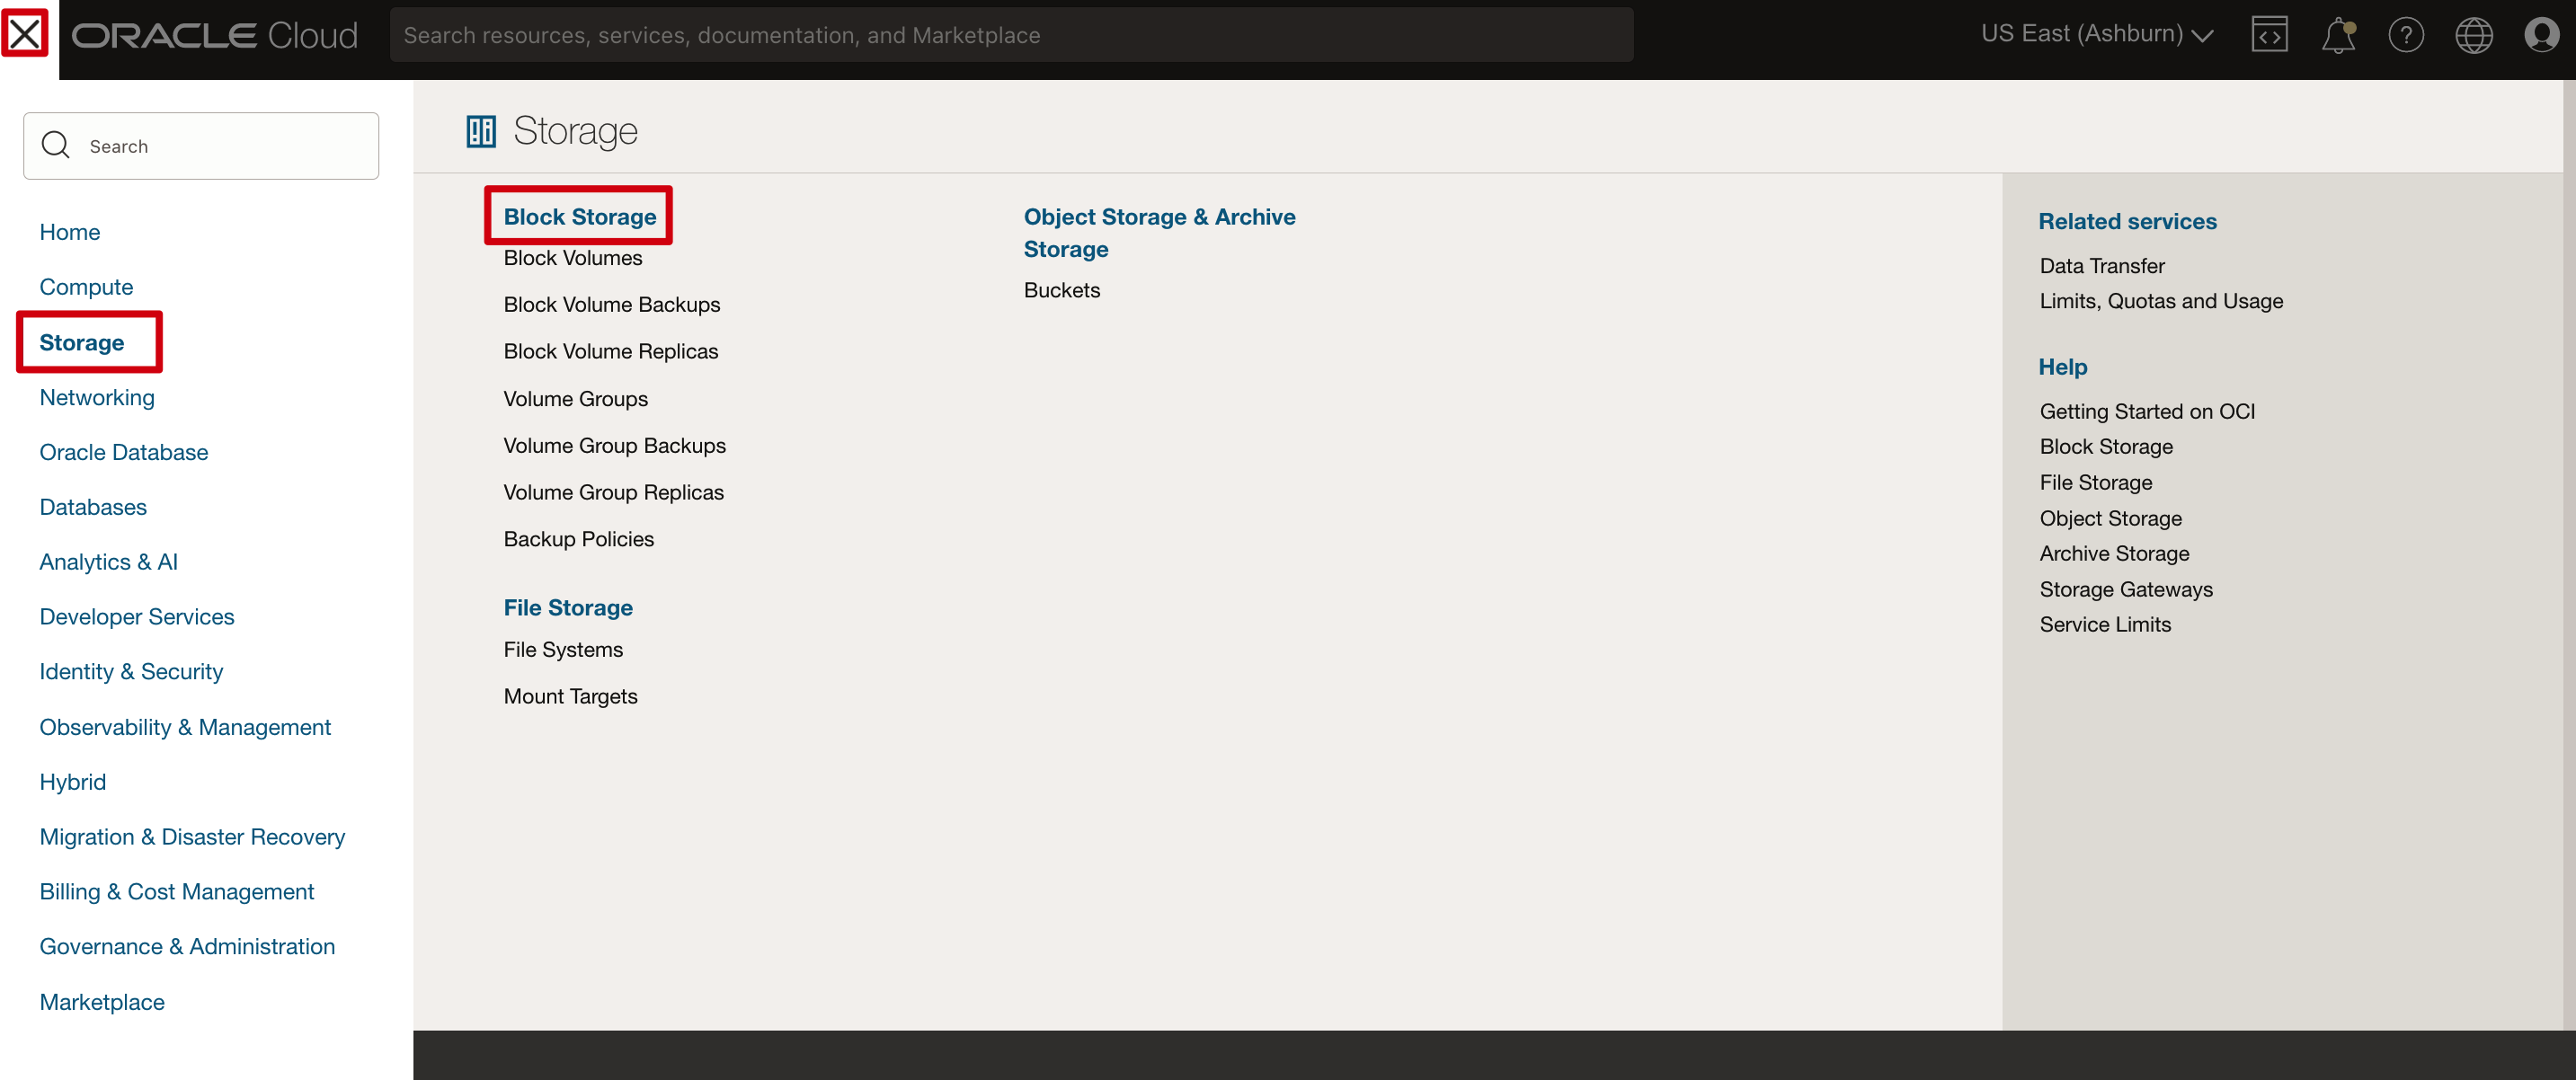 ORACLE Cloud
Search resources, services, documentation, and Marketplace
US East (Ashburn)
Search
Home
Compute
Storage
Networking
Oracle Database
Databases
Analytics & AI
Developer Services
Identity & Security
Observability & Management
Hybrid
Migration & Disaster Recovery
Billing & Cost Management
Governance & Administration
Marketplace
Storage
Block Storage
Block Volumes
Block Volume Backups
Block Volume Replicas
Volume Groups
Volume Group Backups
Volume Group Replicas
Backup Policies
File Storage
File Systems
Mount Targets
Object Storage & Archive
Storage
Buckets
Related services
Data Transfer
Limits, Quotas and Usage
Help
Getting Started on OCI
Block Storage
File Storage
Object Storage
Archive Storage
Storage Gateways
Service Limits